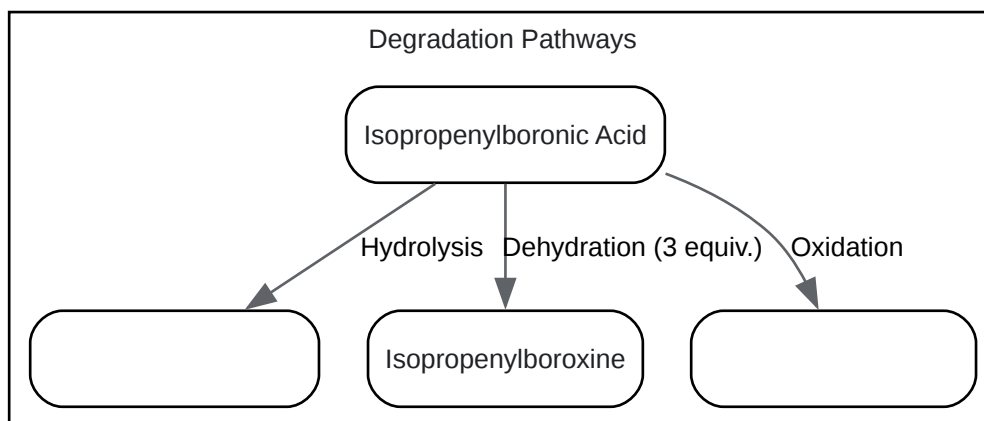 Degradation Pathways
Isopropenylboronic Acid
Hydrolysis
Dehydration (3 equiv.)
Oxidation
Isopropenylboroxine